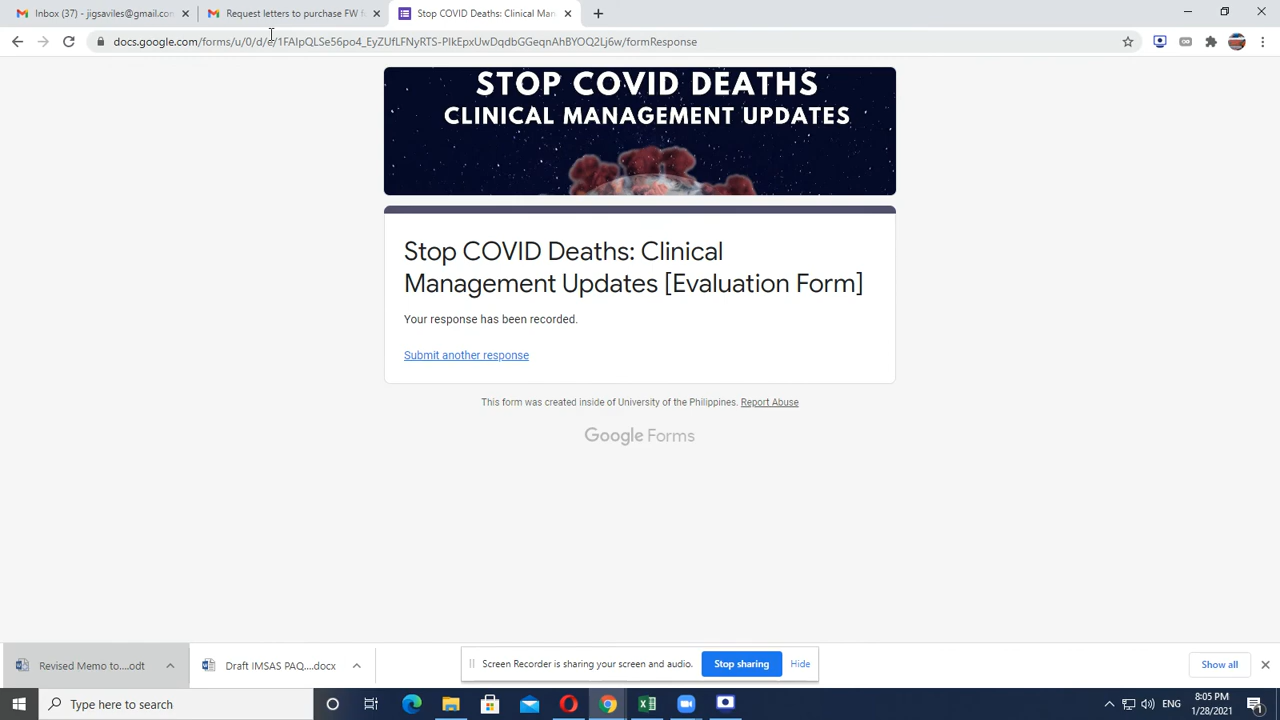 Inbox (37) - jigsaviles@gmail.com
Request letters to purchase FW f
Stop COVID Deaths: Clinical Man
docs.google.com/forms/u/0/d/e/1FAIpQLSe56po4_EyZUfLFNyRTS-PIkEpxUwDqdbGGeqnAhBYOQ2Lj6w/formResponse
STOP COVID DEATHS
CLINICAL MANAGEMENT UPDATES
Stop COVID Deaths: Clinical
Management Updates [Evaluation Form]
Your response has been recorded.
Submit another response
This form was created inside of University of the Philippines. Report Abuse
Google Forms
Revised Memo to....odt
Draft IMSAS PAQ....docx
Screen Recorder is sharing your screen and audio.
Stop sharing
Hide
Show all
Type here to search
ENG
8:05 PM
1/28/2021